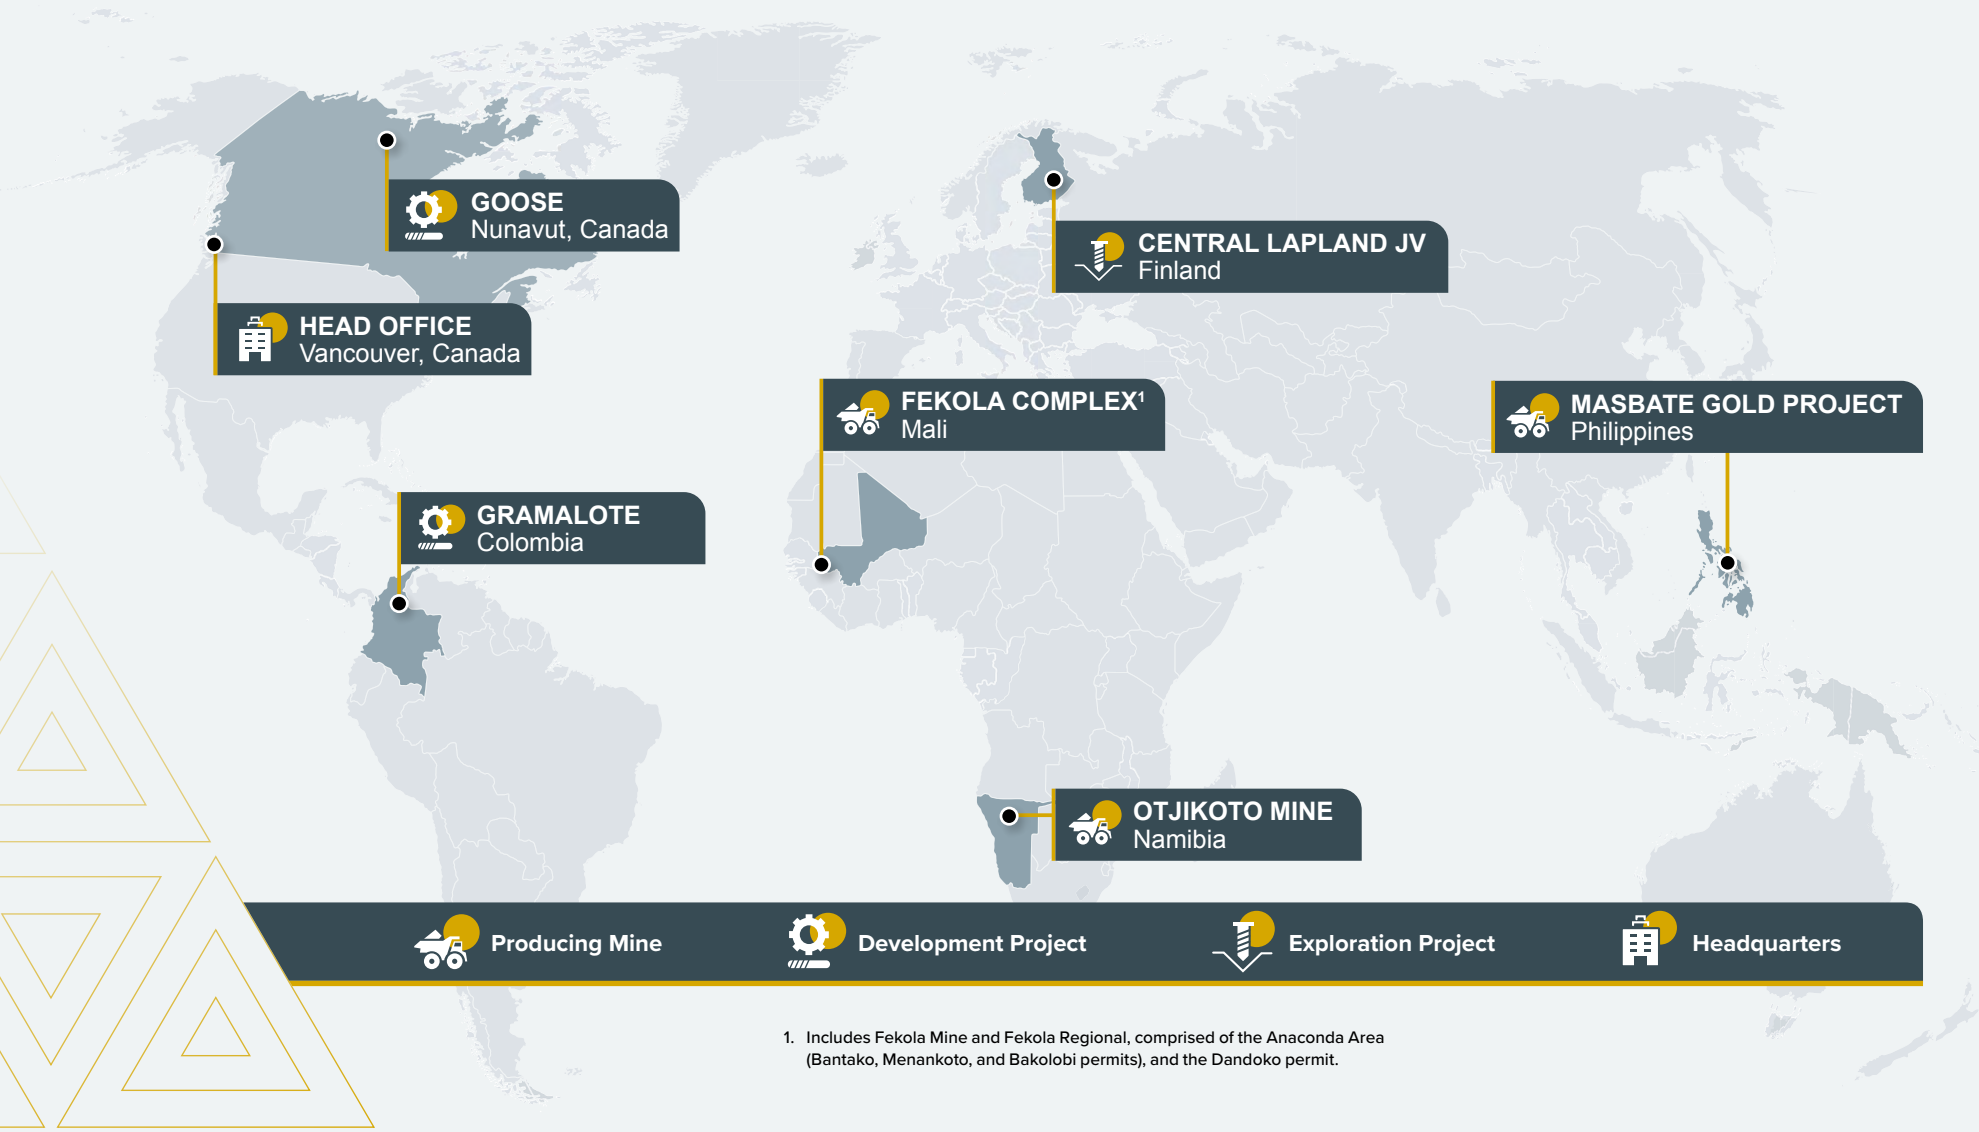 GOOSE
Nunavut, Canada
CENTRAL LAPLAND JV
Finland
HEAD OFFICE
Vancouver, Canada
FEKOLA COMPLEX¹
Mali
MASBATE GOLD PROJECT
Philippines
GRAMALOTE
Colombia
OTJIKOTO MINE
Namibia
Producing Mine
Development Project
Exploration Project
Headquarters
1. Includes Fekola Mine and Fekola Regional, comprised of the Anaconda Area
(Bantako, Menankoto, and Bakolobi permits), and the Dandoko permit.